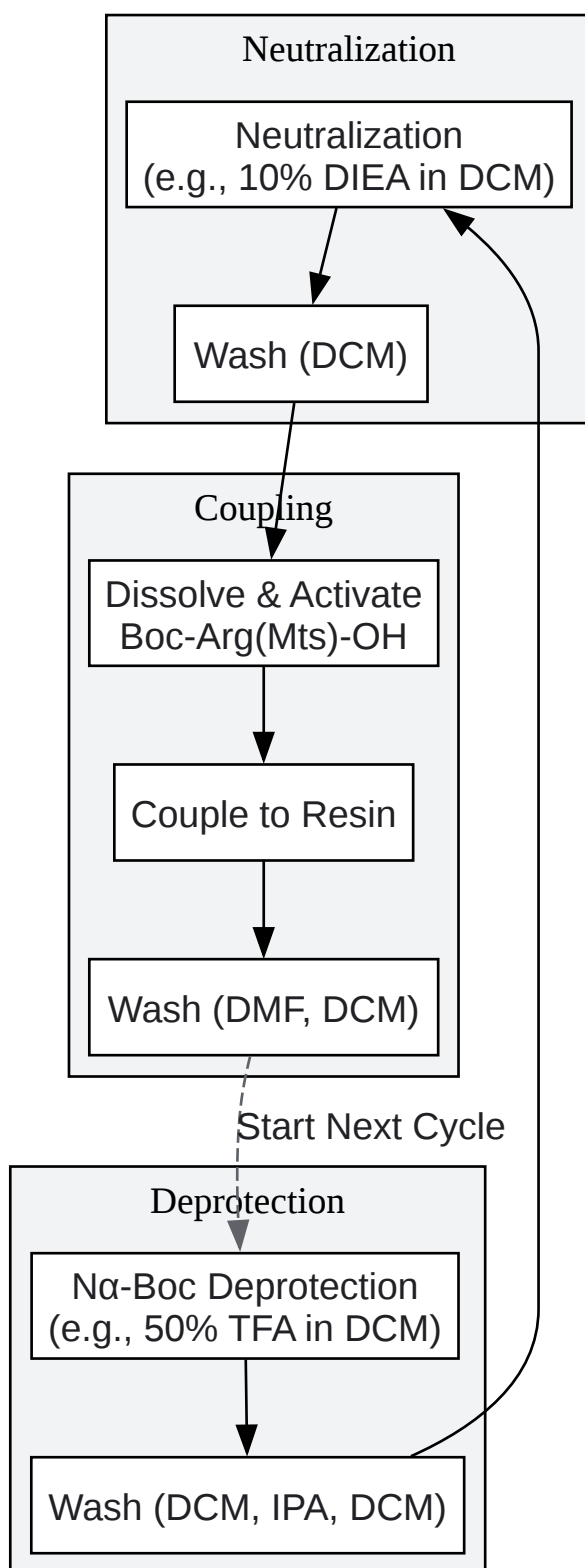 Neutralization
Neutralization
(e.g., 10% DIEA in DCM)
Wash (DCM)
Coupling
Dissolve & Activate
Boc-Arg(Mts)-OH
Couple to Resin
Wash (DMF, DCM)
Start Next Cycle
Deprotection
Nα-Boc Deprotection
(e.g., 50% TFA in DCM)
Wash (DCM, IPA, DCM)